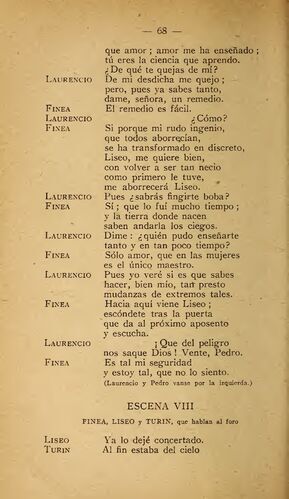 — 68 —
que amor ; amor me ha enseñado ;
tú eres la ciencia que aprendo.
¿De qué te quejas de mí?
LAURENCIO De mi desdicha me quejo ;
pero, pues ya sabes tanto,
dame, señora, un remedio.
FINEA El remedio es fácil.
LAURENCIO ¿Cómo?
FINEA Si porque mi rudo ingenio,
que todos aborrecían,
se ha transformado en discreto,
Liseo, me quiere bien,
con volver a ser tan necio
como primero le tuve,
me aborrecerá Liseo.
LAURENCIO Pues ¿sabrás fingirte boba?
FINEA Sí ; que lo fuí mucho tiempo ;
y la tierra donde nacen
saben andarla los ciegos.
LAURENCIO Dime : ¿quién pudo enseñarte
tanto y en tan poco tiempo?
FINEA Sólo amor, que en las mujeres
es el único maestro.
LAURENCIO Pues yo veré si es que sabes
hacer, bien mío, tan presto
mudanzas de extremos tales.
FINEA Hacia aquí viene Liseo ;
escóndete tras la puerta
que da al próximo aposento
y escucha.
LAURENCIO ¡Que del peligro
nos saque Dios! Vente, Pedro.
FINEA Es tal mi seguridad
y estoy tal, que no lo siento.
(Laurencio y Pedro vanse por la izquierda.)
ESCENA VIII
FINEA, LISEO y TURIN, que hablan al foro
LISEO Ya lo dejé concertado.
TURIN Al fin estaba del cielo